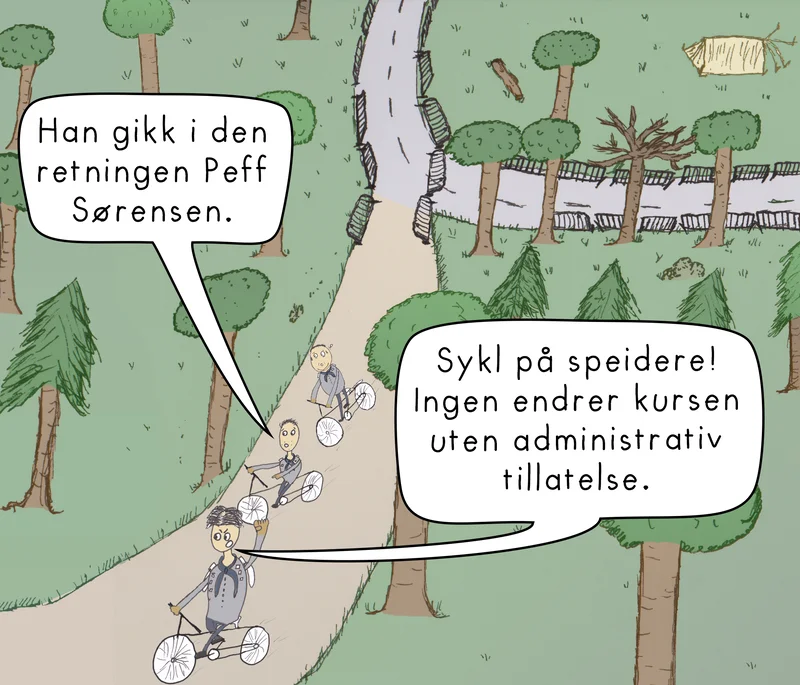 Han gikk i den
retningen Peff
Sørensen.
Sykl på speidere!
Ingen endrer kursen
uten administrativ
tillatelse.